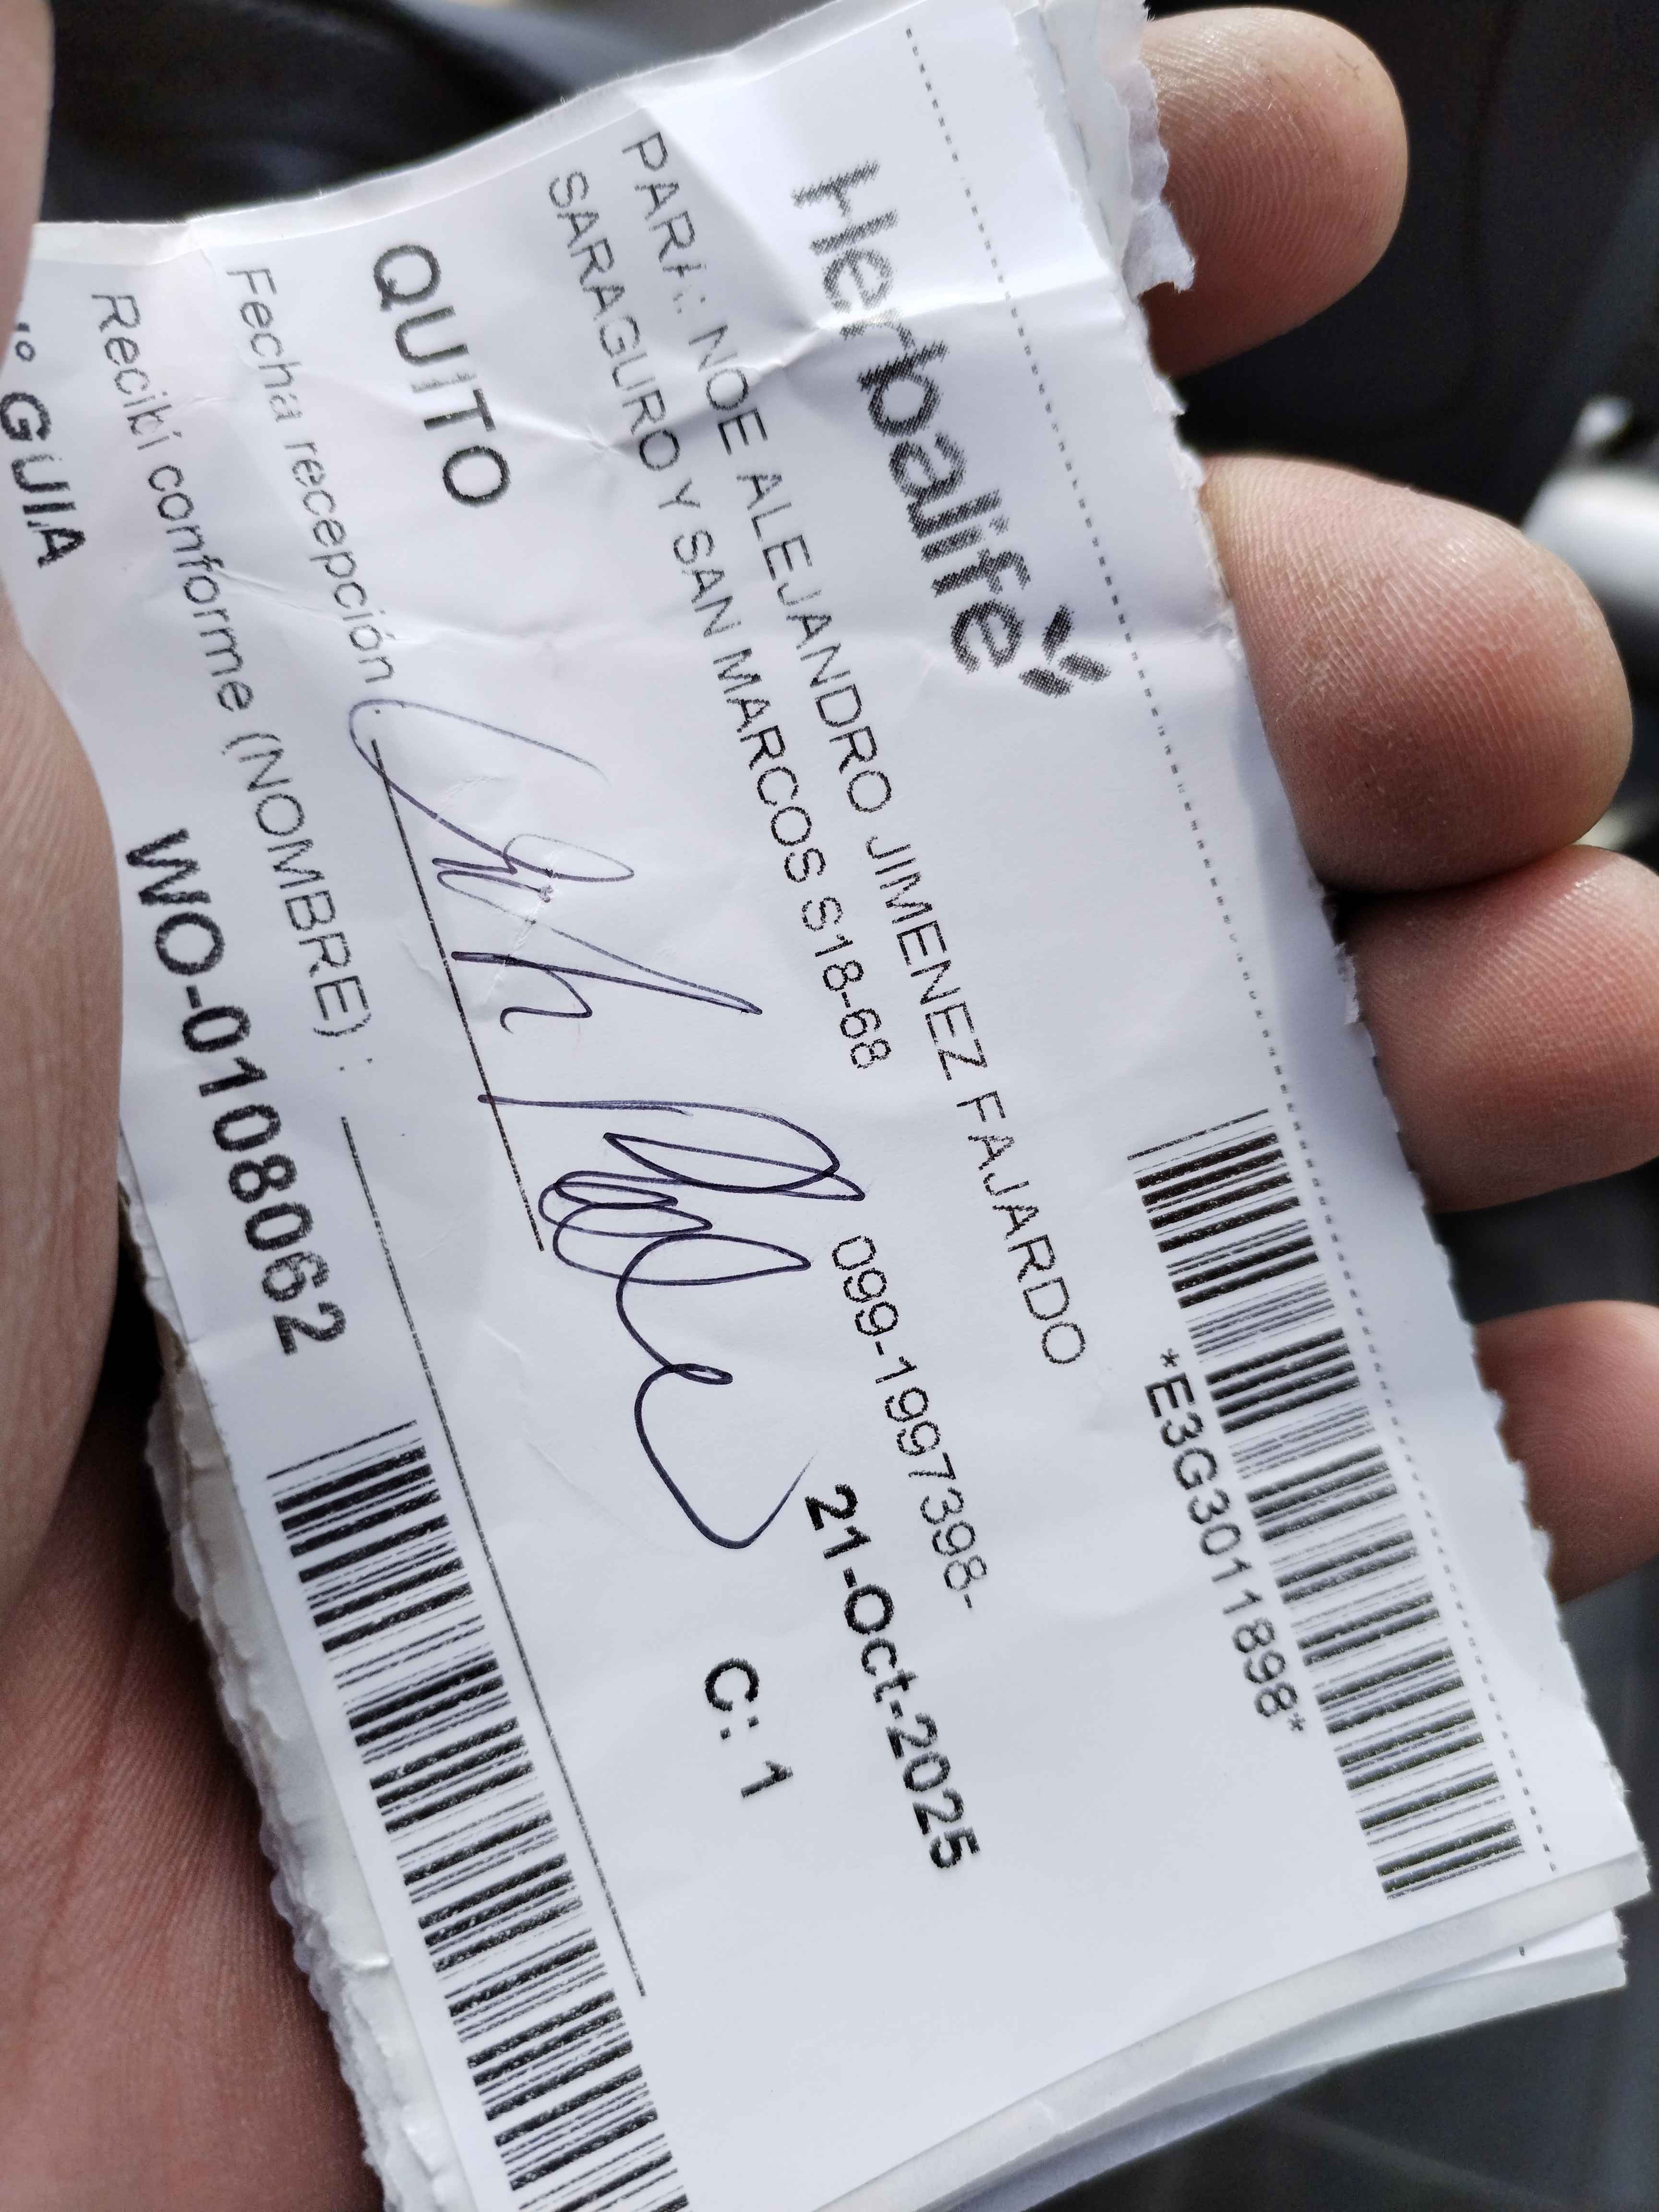 Herbalife
*E3G3011898*
PARA: NOE ALEJANDRO JIMENEZ FAJARDO
SARAGURO Y SAN MARCOS S18-68 099-1997398-
21-Oct-2025
QUITO
C: 1
Fecha recepción:
Recibí conforme (NOMBRE) :
GUIA WO-0108062